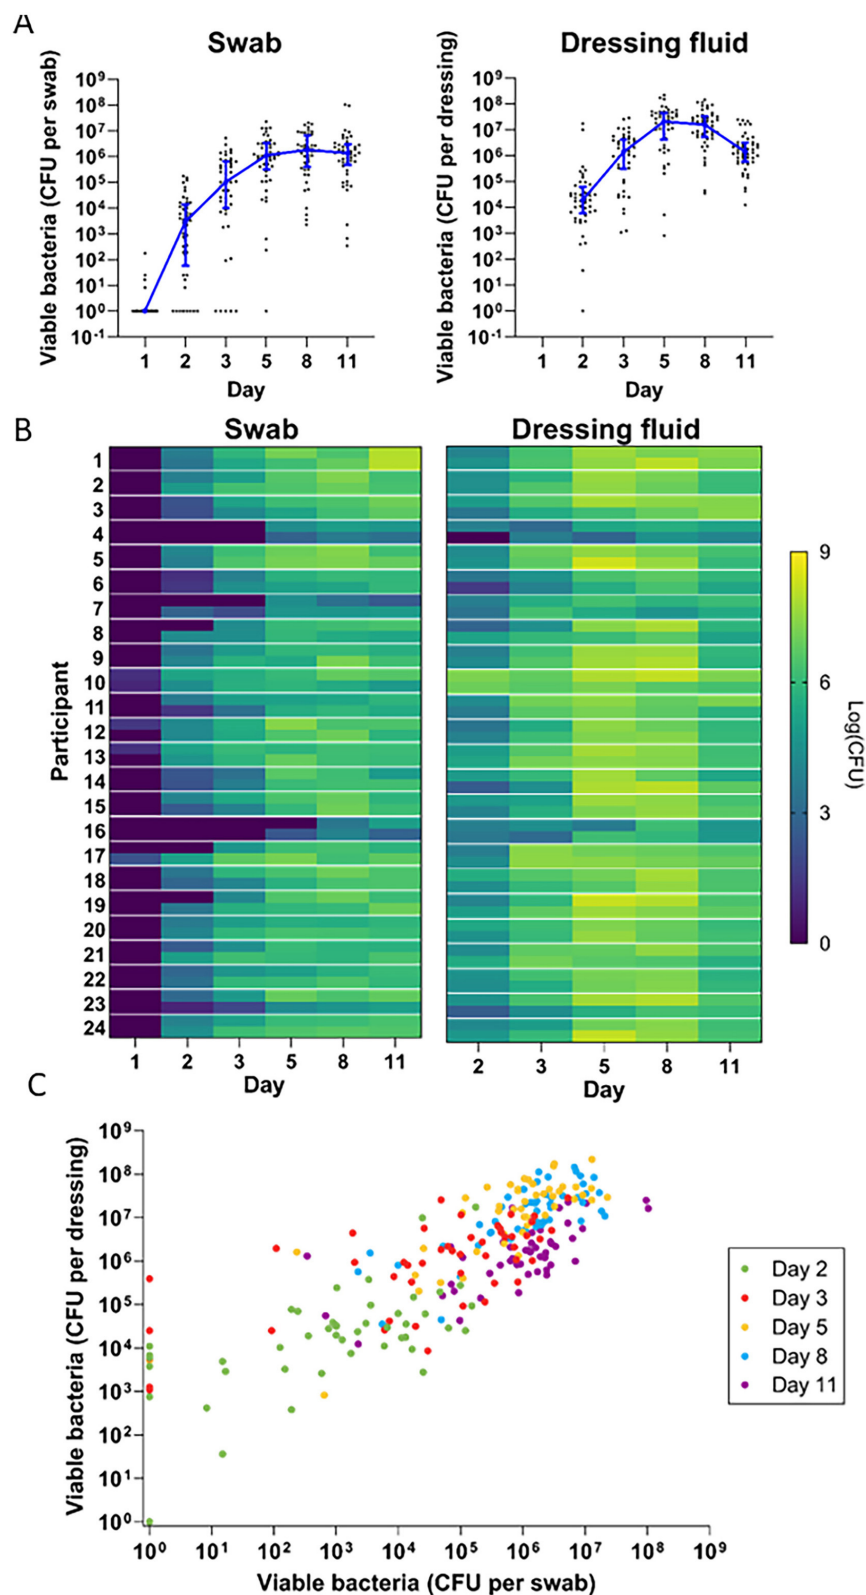 A
Swab
Dressing fluid
Viable bacteria (CFU per swab)
10⁹
10⁸
10⁷
10⁶
10⁵
10⁴
10³
10²
10¹
10⁰
10⁻¹
1 2 3 5 8 11
Day
Viable bacteria (CFU per dressing)
10⁹
10⁸
10⁷
10⁶
10⁵
10⁴
10³
10²
10¹
10⁰
10⁻¹
1 2 3 5 8 11
Day
B
Swab
Dressing fluid
Participant
1
2
3
4
5
6
7
8
9
10
11
12
13
14
15
16
17
18
19
20
21
22
23
24
1 2 3 5 8 11
Day
2 3 5 8 11
Day
9
6
3
0
Log(CFU)
C
Viable bacteria (CFU per dressing)
10⁹
10⁸
10⁷
10⁶
10⁵
10⁴
10³
10²
10¹
10⁰
10⁰ 10¹ 10² 10³ 10⁴ 10⁵ 10⁶ 10⁷ 10⁸ 10⁹
Viable bacteria (CFU per swab)
Day 2
Day 3
Day 5
Day 8
Day 11